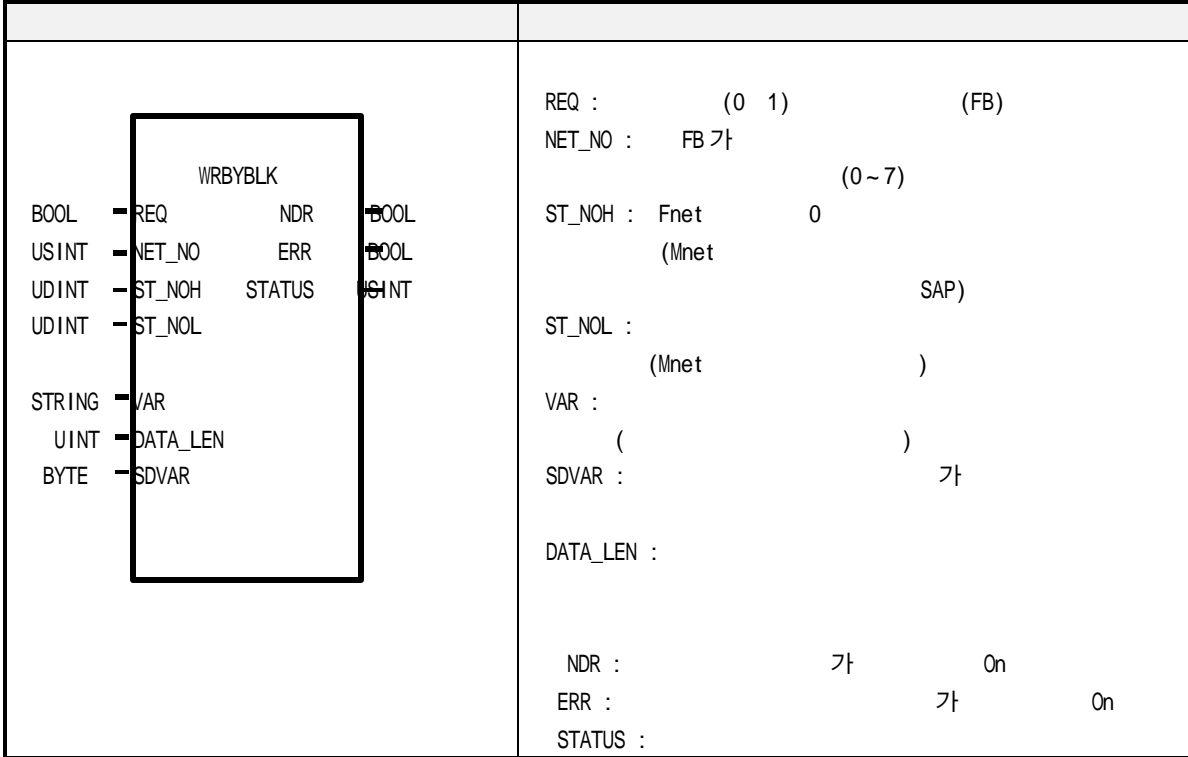 WRBYBLK
BOOL REQ NDR BOOL
USINT NET_NO ERR BOOL
UDINT ST_NOH STATUS USINT
UDINT ST_NOL
STRING VAR
UINT DATA_LEN
BYTE SDVAR
REQ : (0 1) (FB)
NET_NO : FB 가
(0~7)
ST_NOH : Fnet 0
(Mnet
SAP)
ST_NOL :
(Mnet )
VAR :
( )
SDVAR : 가
DATA_LEN :
NDR : 가 On
ERR : 가 On
STATUS :